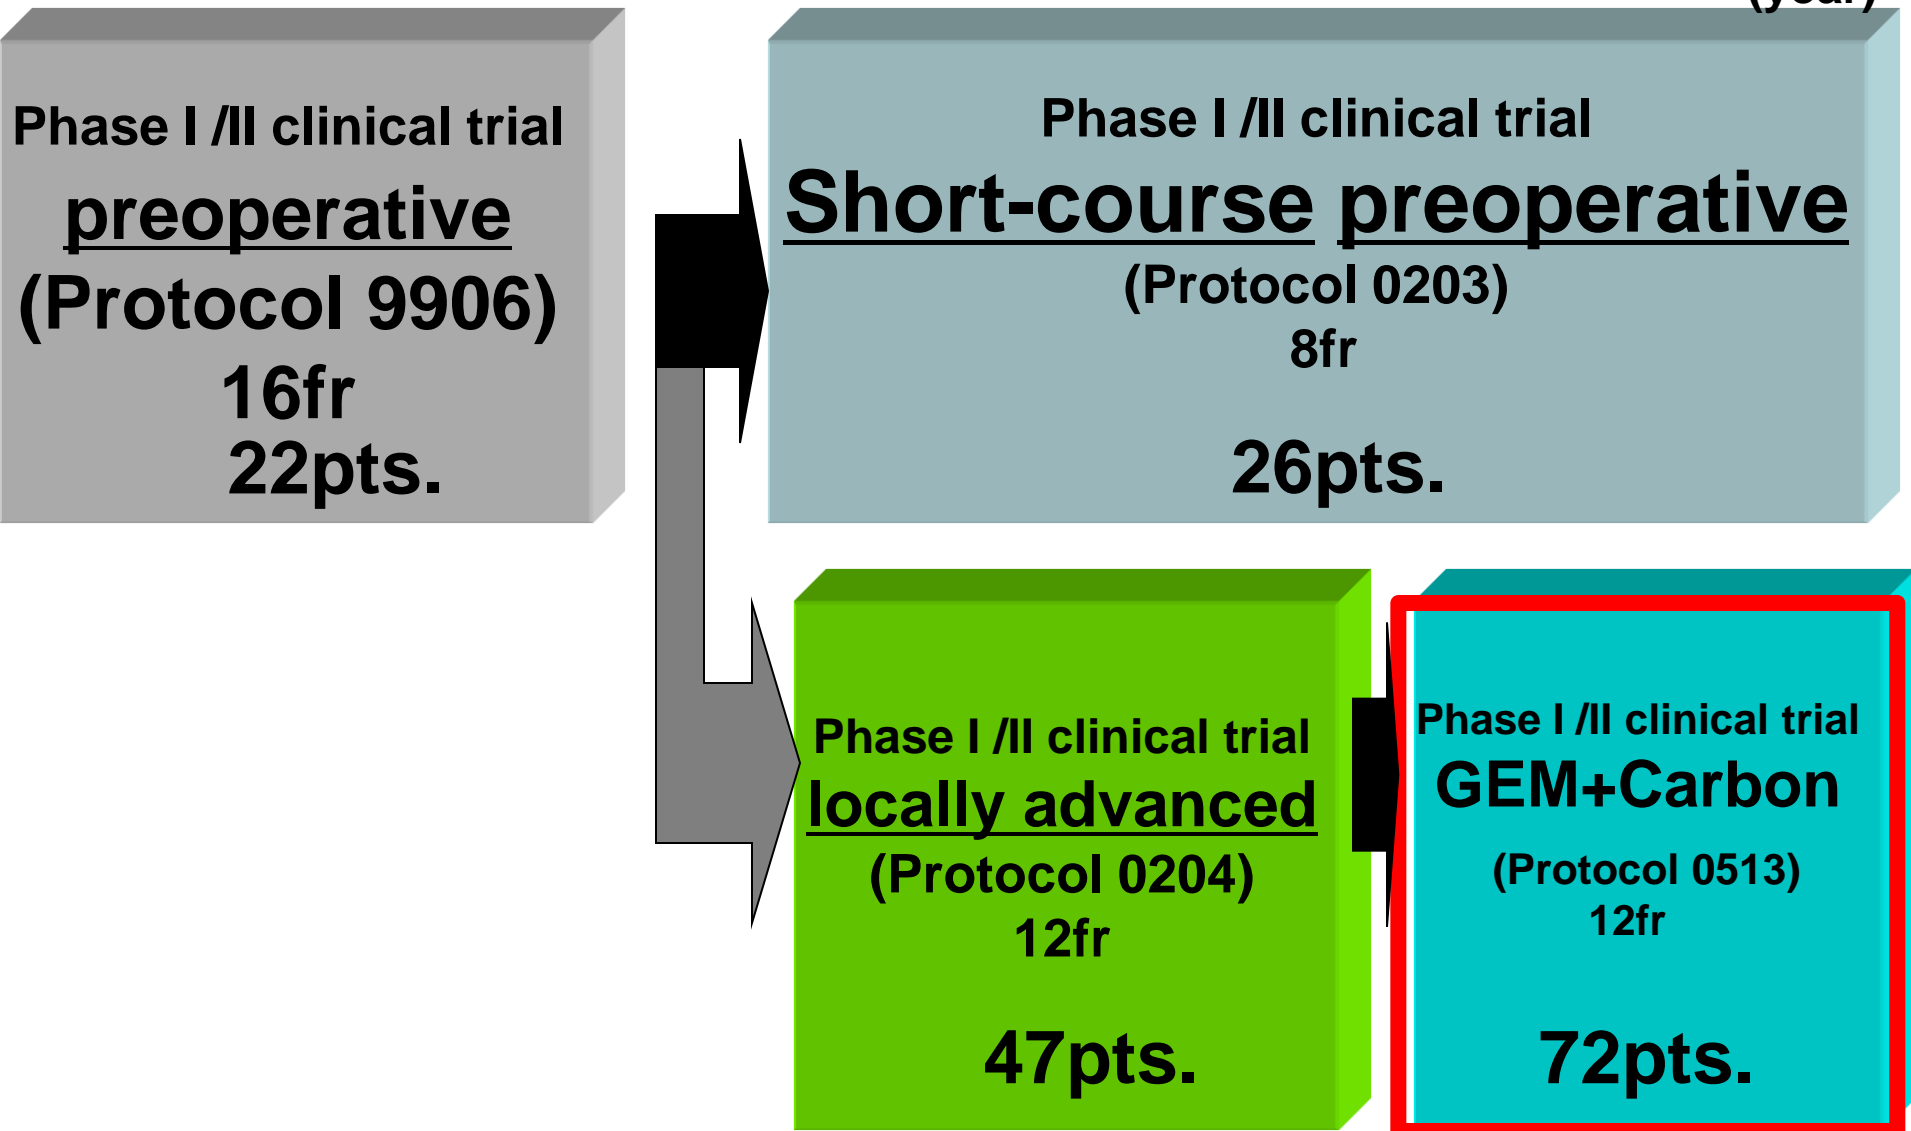 (year)
Phase I /II clinical trial
preoperative
(Protocol 9906)
16fr
22pts.
Phase I /II clinical trial
Short-course preoperative
(Protocol 0203)
8fr
26pts.
Phase I /II clinical trial
locally advanced
(Protocol 0204)
12fr
47pts.
Phase I /II clinical trial
GEM+Carbon
(Protocol 0513)
12fr
72pts.